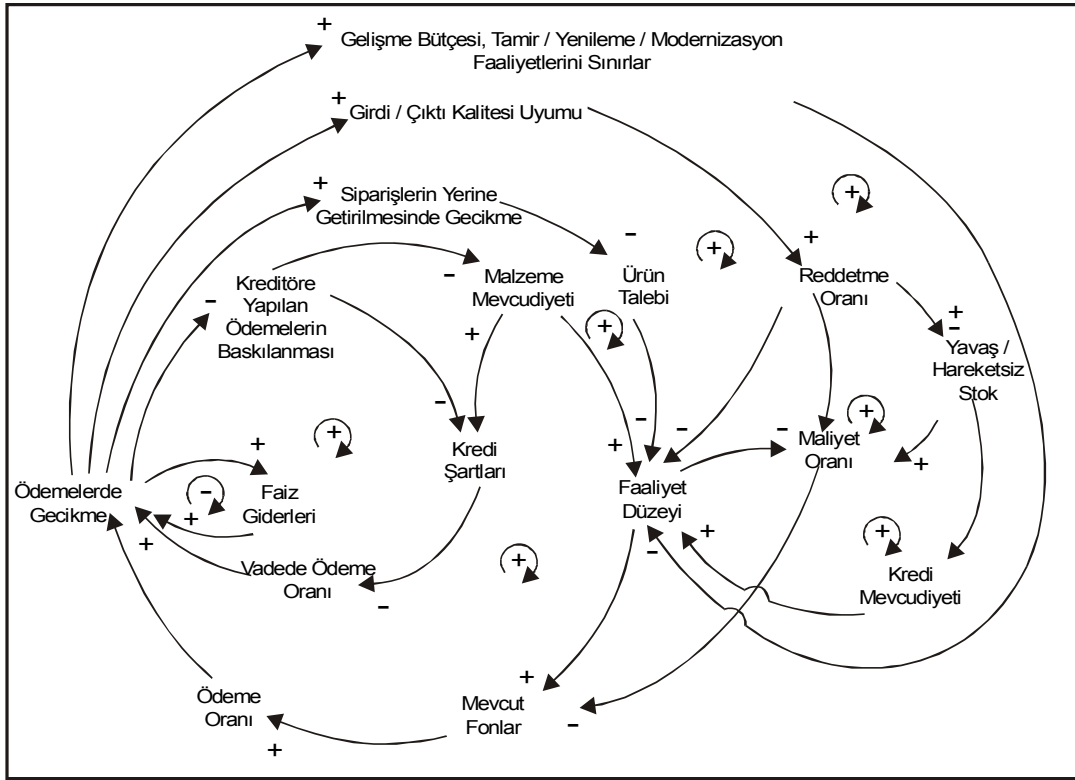 +
Gelişme Bütçesi, Tamir / Yenileme / Modernizasyon
Faaliyetlerini Sınırlar
+
Girdi / Çıktı Kalitesi Uyumu
+
Siparişlerin Yerine
Getirilmesinde Gecikme
+
-
+
+
-
Kreditöre
Yapılan
Ödemelerin
Baskılanması
-
Malzeme
Mevcudiyeti
Ürün
Talebi
Reddetme
Oranı
+
+
+
-
Yavaş /
Hareketsiz
Stok
-
-
-
-
+
+
+
Kredi
Şartları
+
Maliyet
Oranı
+
Ödemelerde
Gecikme
-
+
Faiz
Giderleri
Faaliyet
Düzeyi
+
+
-
+
+
Vadede Ödeme
Oranı
-
+
Kredi
Mevcudiyeti
Ödeme
Oranı
+
+
Mevcut
Fonlar
-